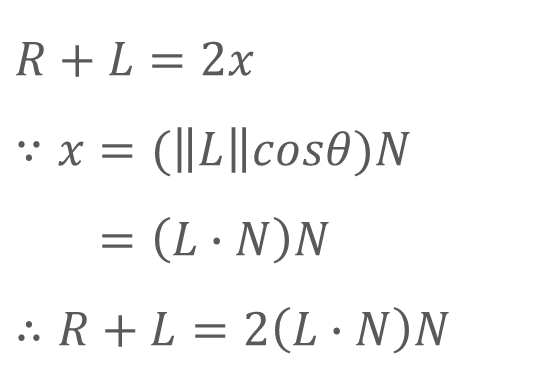 R + L = 2x
∵ x = (‖L‖cosθ)N
= (L · N)N
∴ R + L = 2(L · N)N